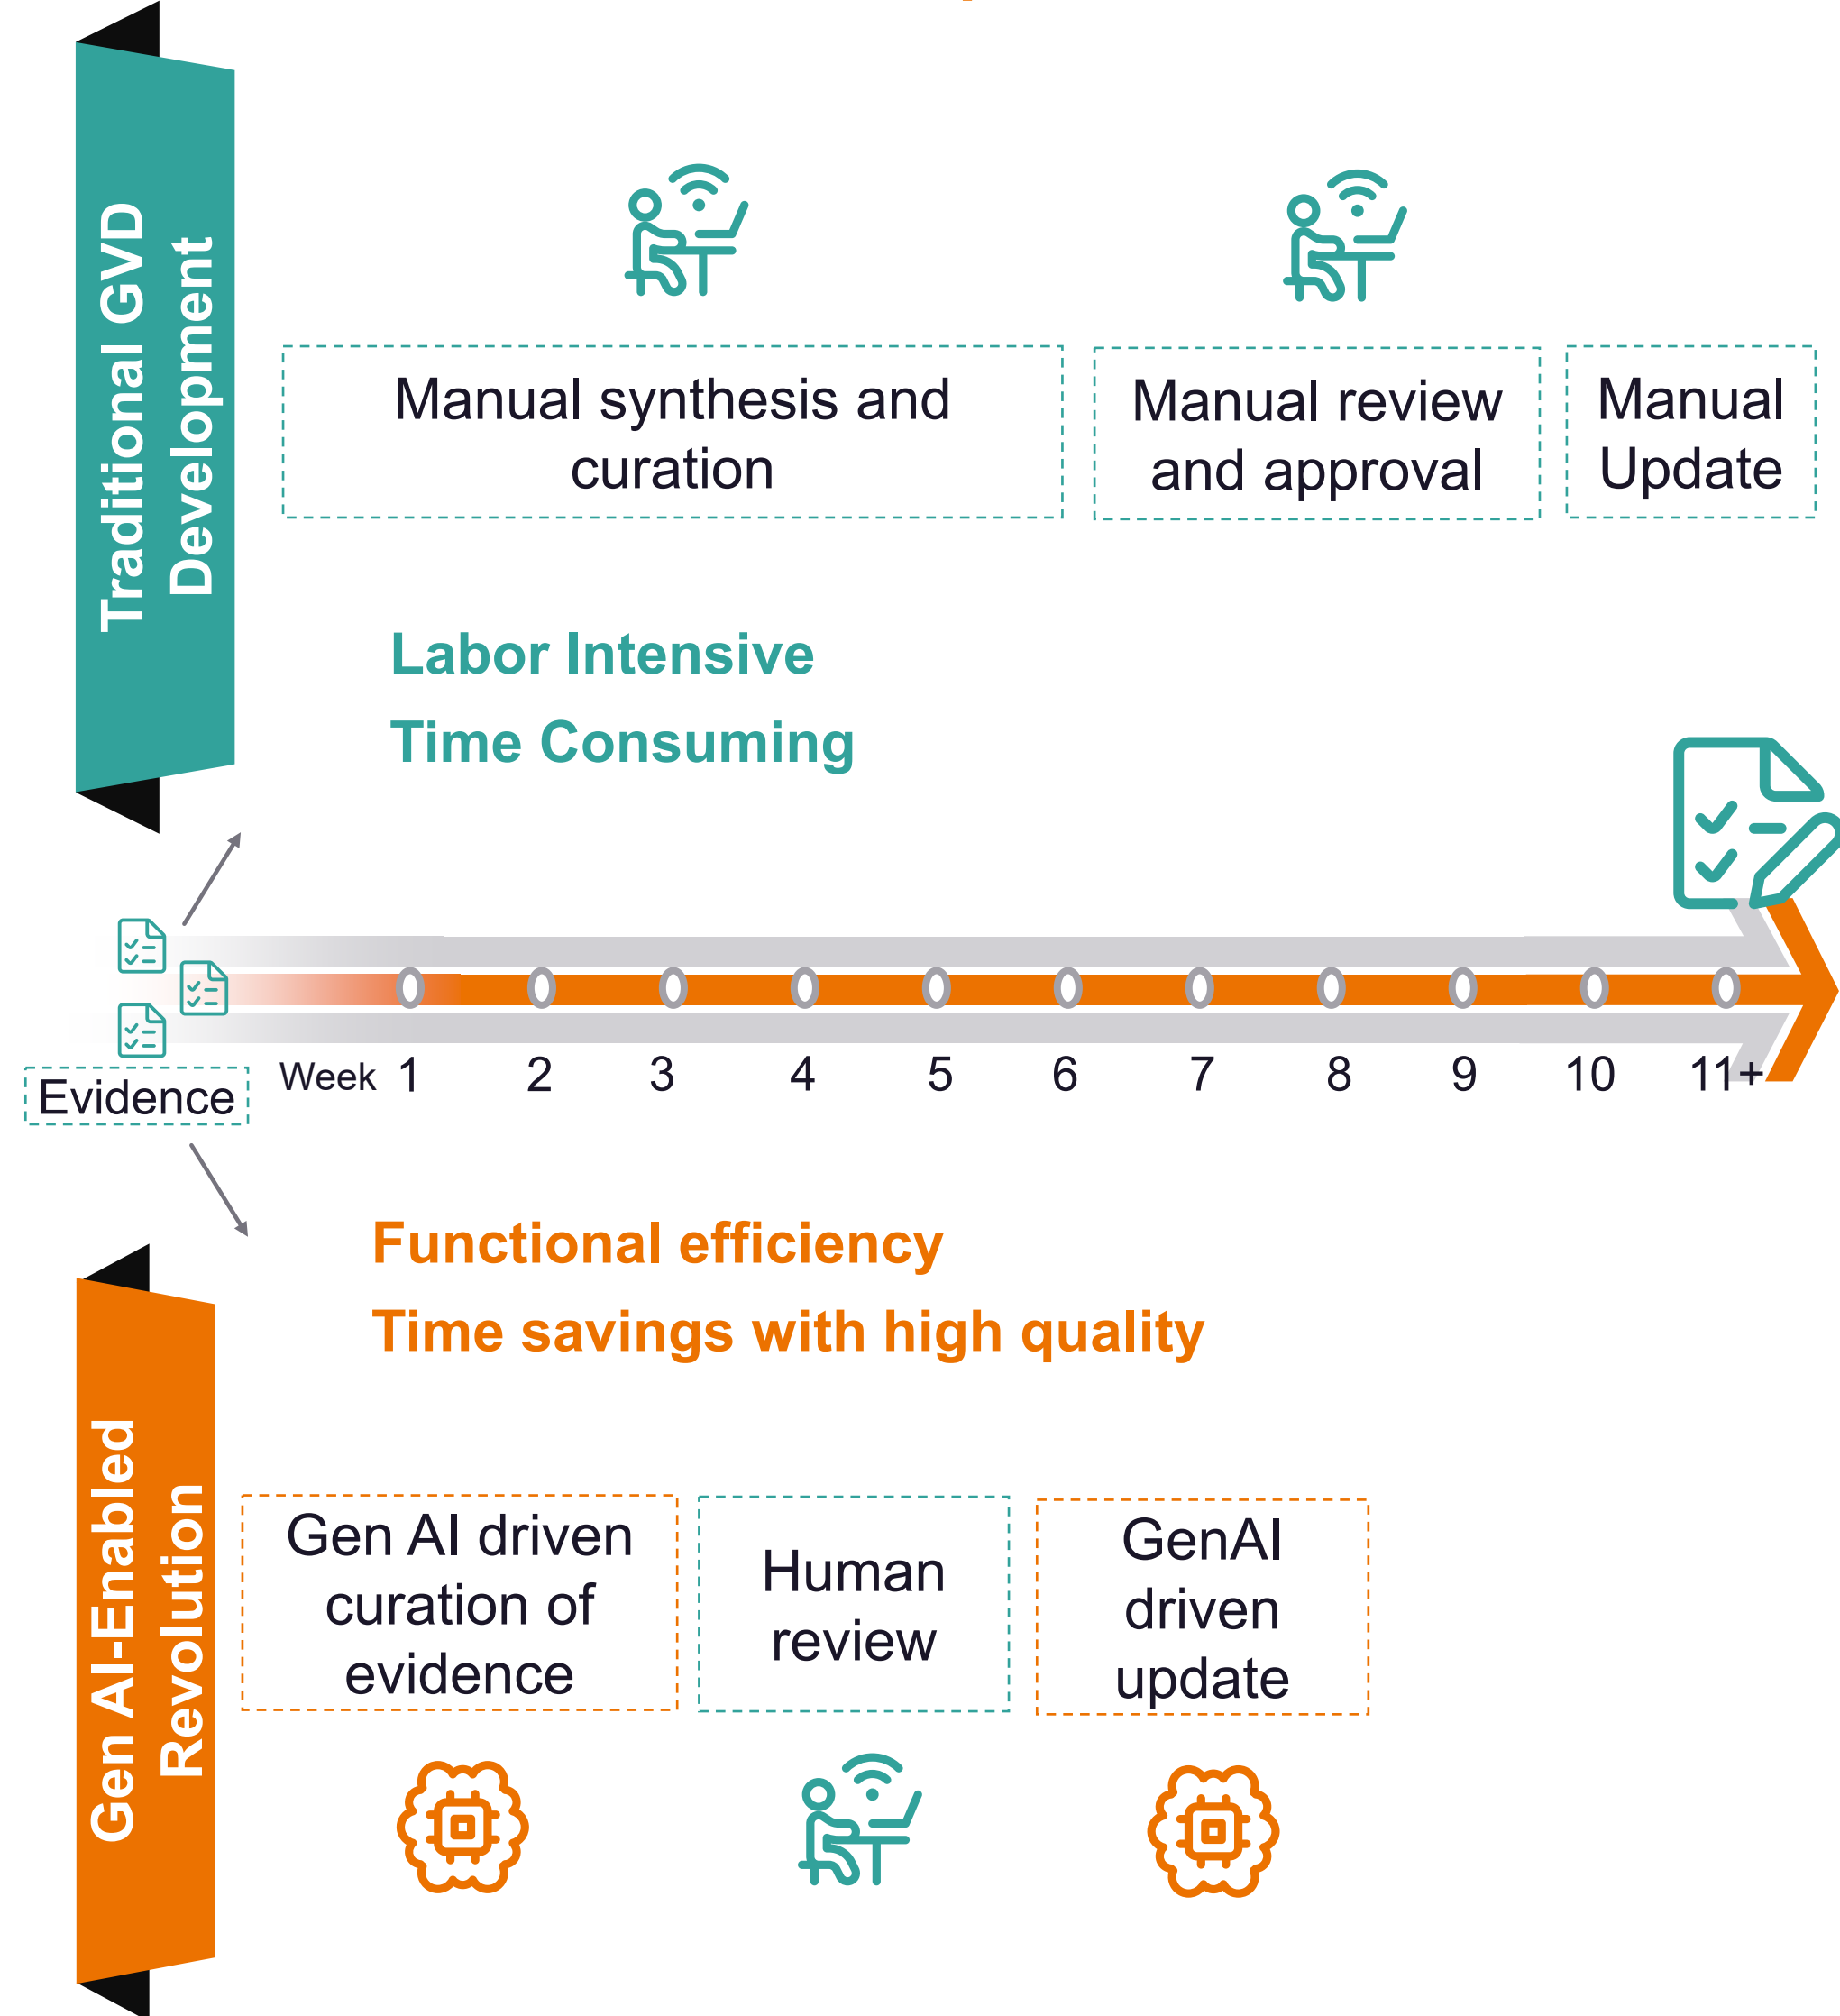 Traditional GVD
Development
Manual synthesis and
curation
Manual review
and approval
Manual
Update
Labor Intensive
Time Consuming
Evidence
Week 1 2 3 4 5 6 7 8 9 10 11+
Functional efficiency
Time savings with high quality
Gen AI-Enabled
Revolution
Gen AI driven
curation of
evidence
Human
review
GenAI
driven
update